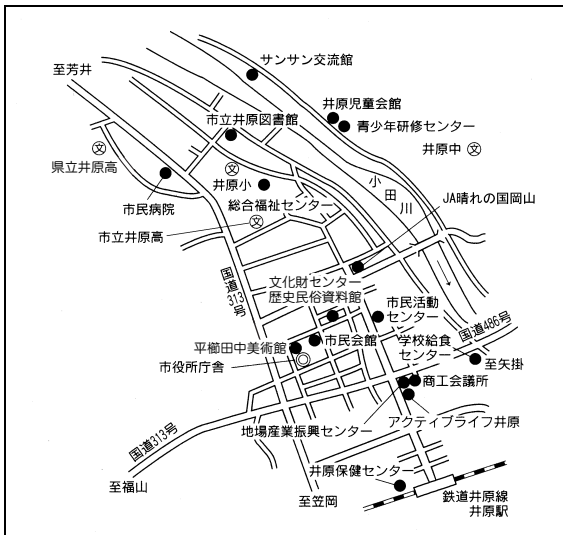 サンサン交流館
至芳井
井原児童会館
市立井原図書館
青少年研修センター
文
井原中 文
文
県立井原高
井原小
小田川
市民病院
総合福祉センター
JA晴れの国岡山
市立井原高
文
国道313号
文化財センター
歴史民俗資料館
市民活動
センター
国道486号
市民会館
学校給食
センター
平櫛田中美術館
市役所庁舎
至矢掛
商工会議所
アクティブライフ井原
地場産業振興センター
国道313号
井原保健センター
至福山
至笠岡
鉄道井原線
井原駅